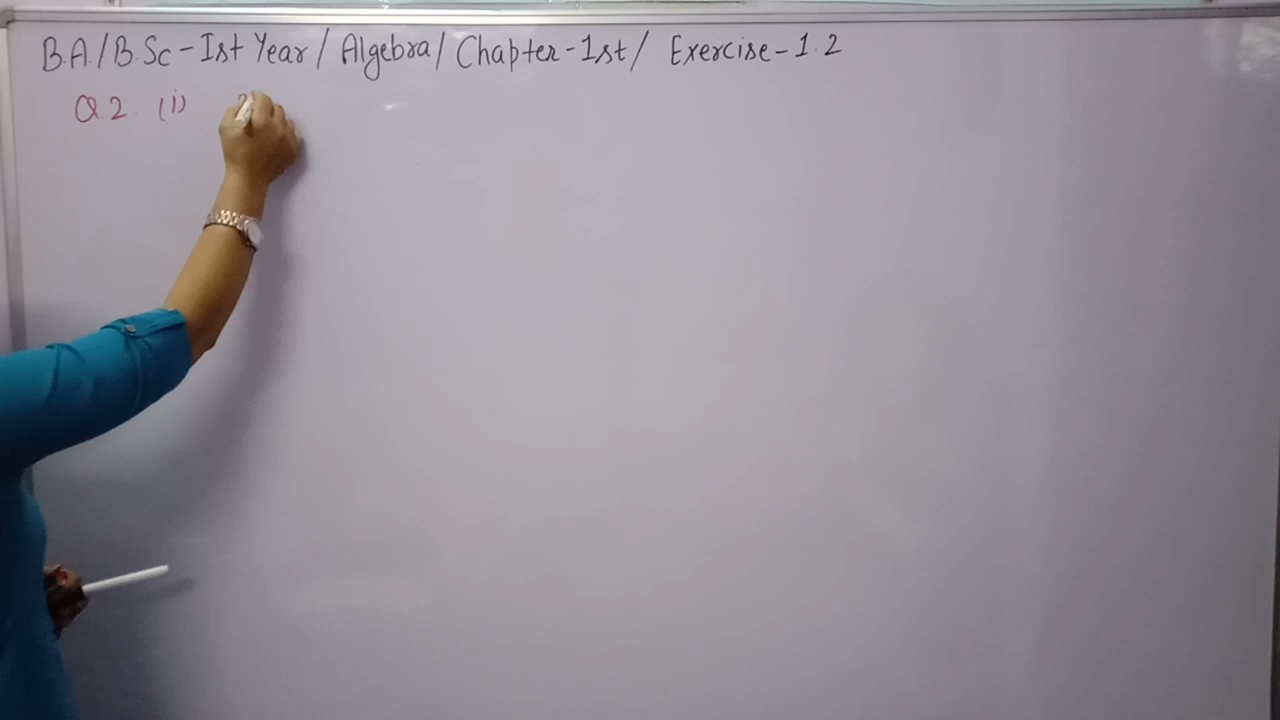 B.A./B.Sc-Ist Year/Algebra/Chapter-1st/ Exercise-1.2
Q.2. (i)